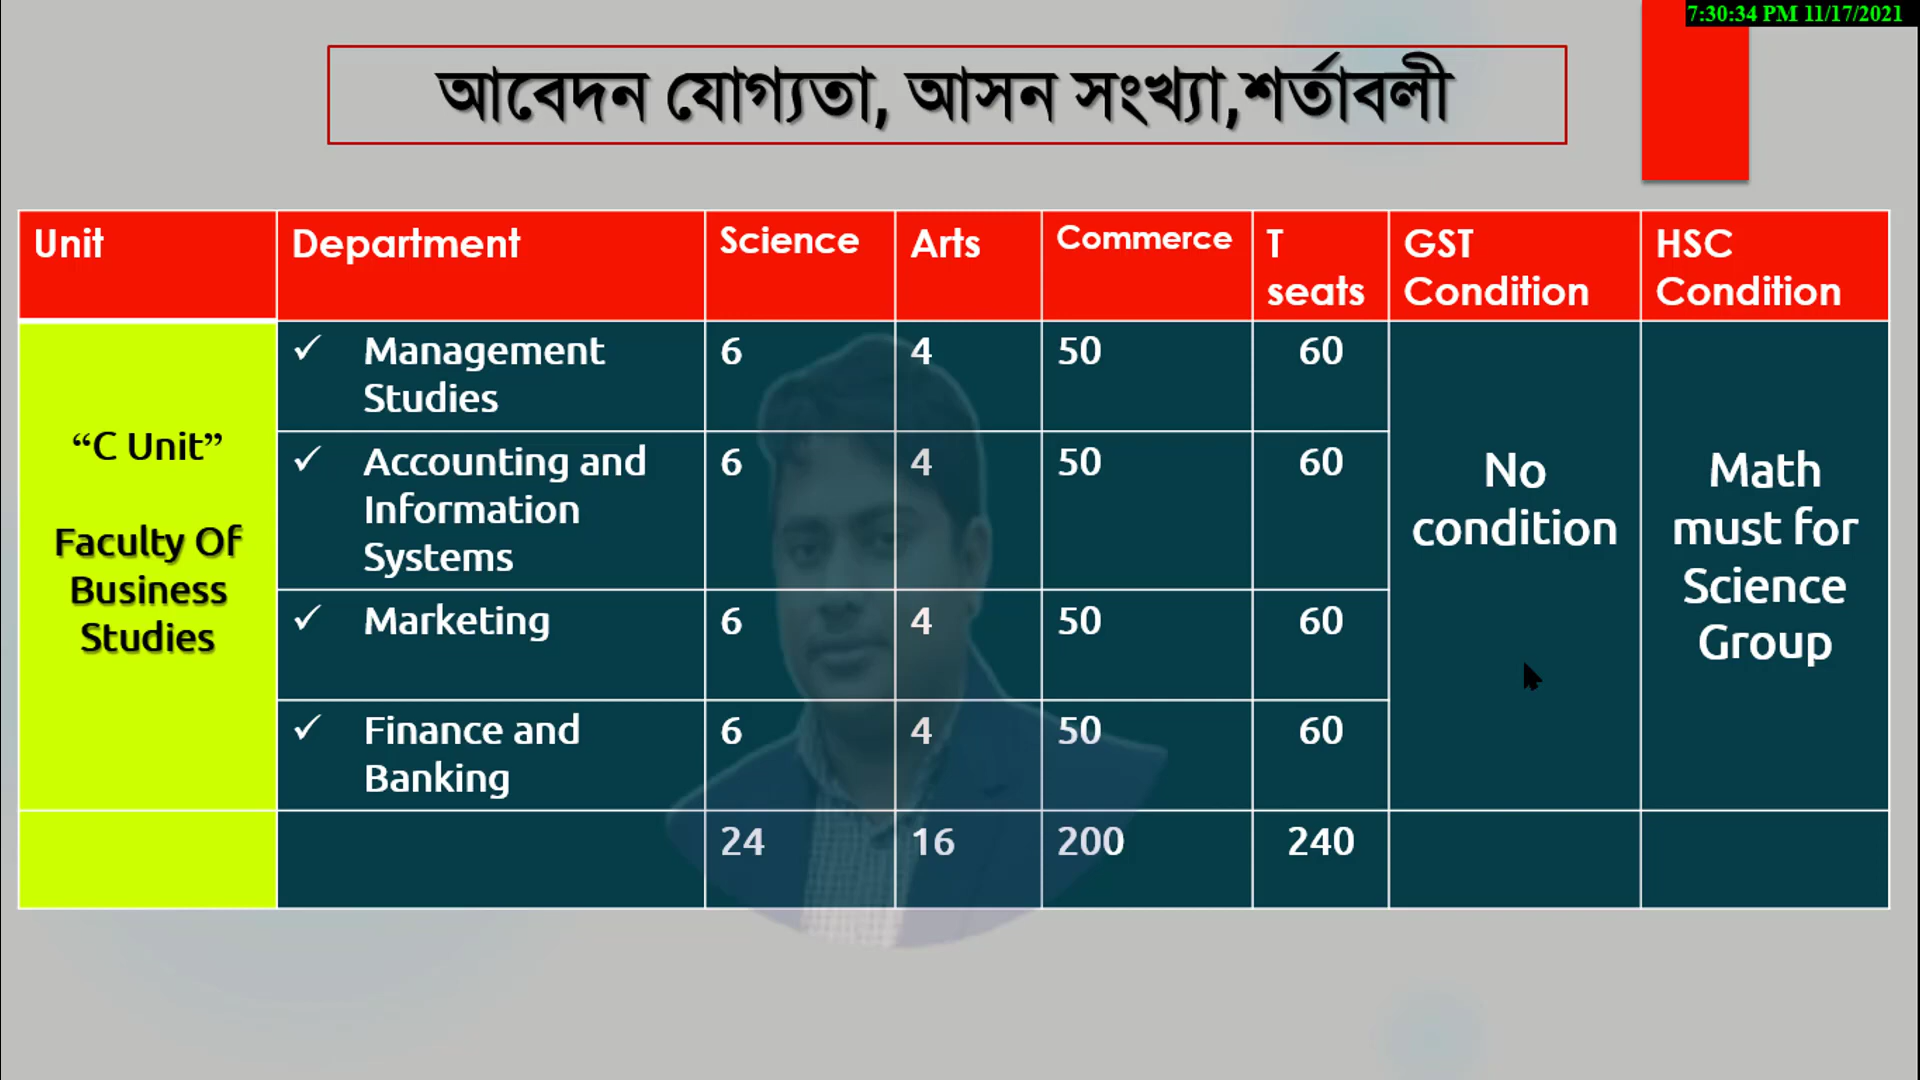 7:30:34 PM 11/17/2021
আবেদন যোগ্যতা, আসন সংখ্যা,শর্তাবলী
Unit Department Science Arts Commerce T seats GST Condition HSC Condition
“C Unit”
Faculty Of
Business
Studies
✓ Management Studies 6 4 50 60
✓ Accounting and Information Systems 6 4 50 60
✓ Marketing 6 4 50 60
✓ Finance and Banking 6 4 50 60
No
condition
Math
must for
Science
Group
24 16 200 240